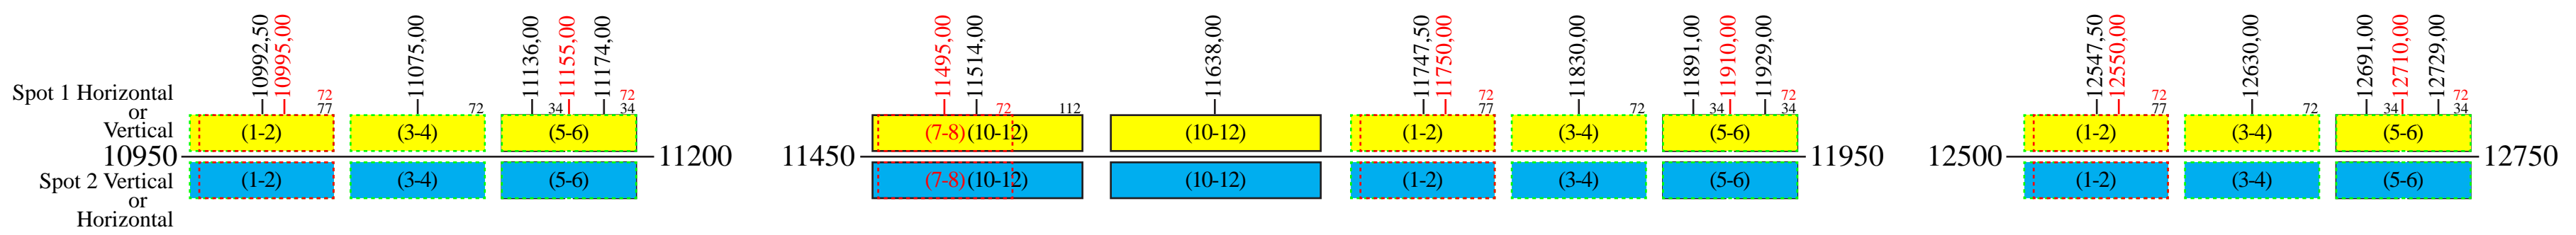 10992,50 10995,00 11075,00 11136,00 11155,00 11174,00 11495,00 11514,00 11638,00 11747,50 11750,00 11830,00 11891,00 11910,00 11929,00 12547,50 12550,00 12630,00 12691,00 12710,00 12729,00
Spot 1 Horizontal
72 72 72 72 72 72
77 72 34 34 72 112 77 72 34 34 77 72 34 34
or
Vertical
(1-2) (3-4) (5-6) (7-8) (10-12) (10-12) (1-2) (3-4) (5-6) (1-2) (3-4) (5-6)
10950 11200 11450 11950 12500 12750
Spot 2 Vertical
(1-2) (3-4) (5-6) (7-8) (10-12) (10-12) (1-2) (3-4) (5-6) (1-2) (3-4) (5-6)
or
Horizontal